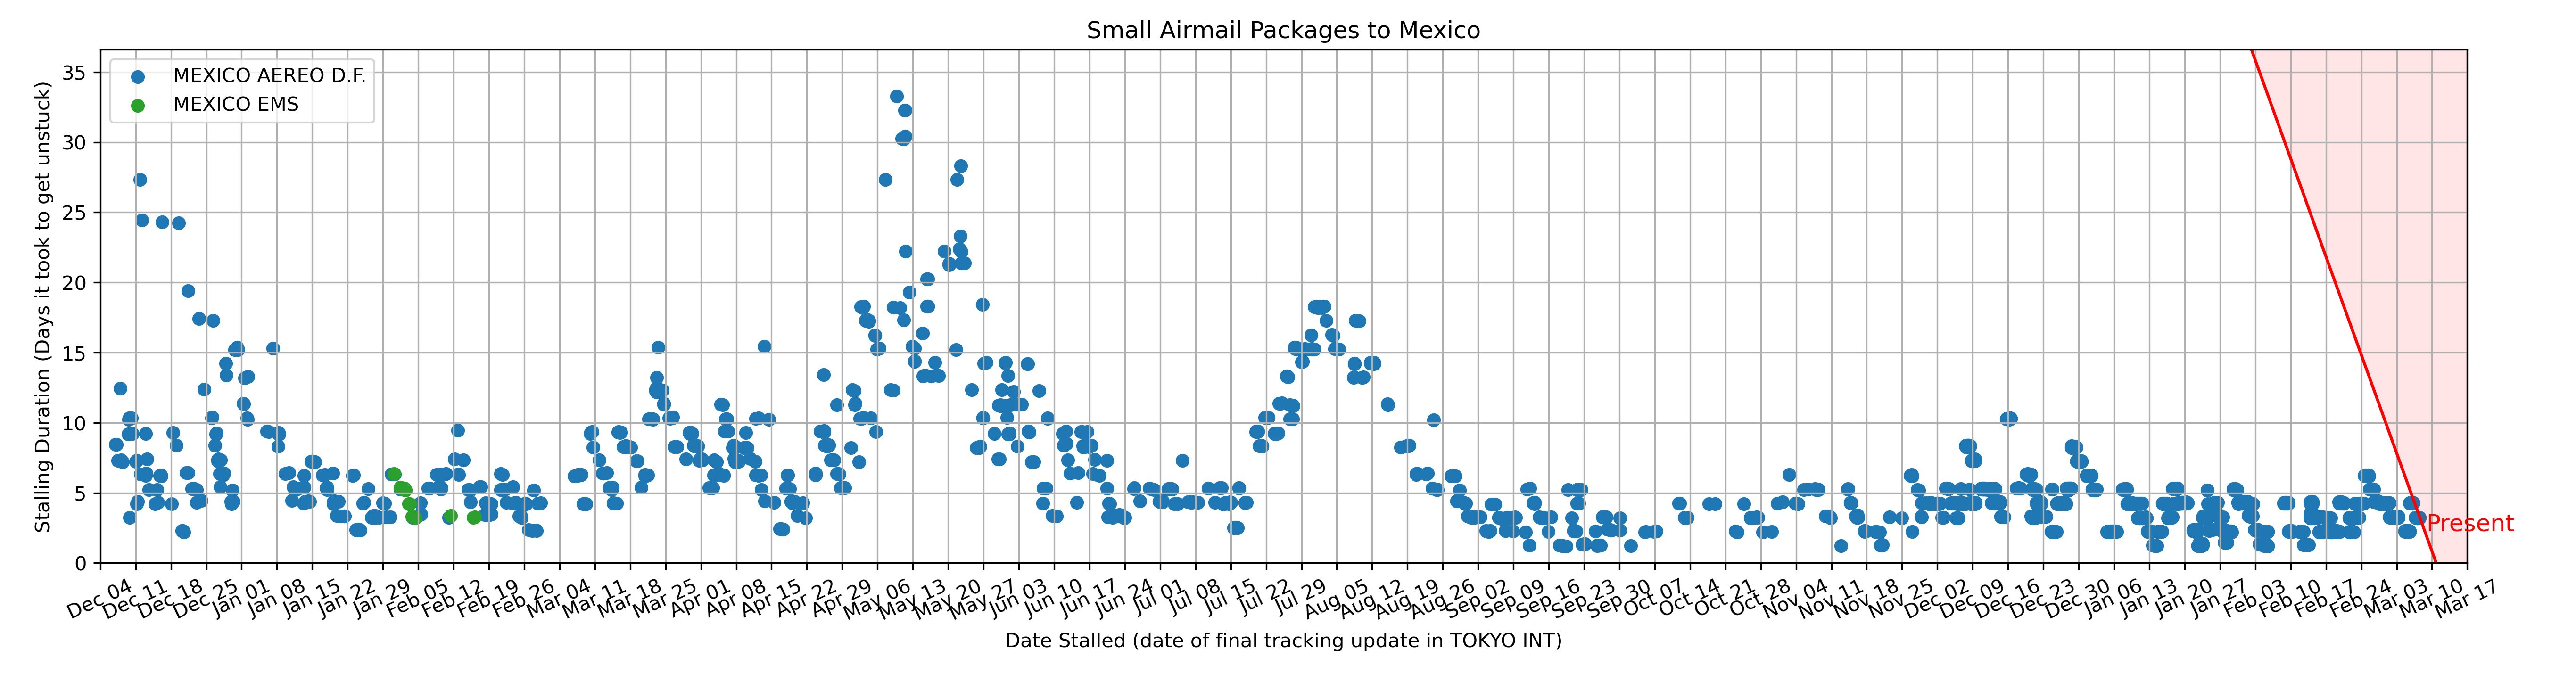 Small Airmail Packages to Mexico
MEXICO AEREO D.F.
MEXICO EMS
Stalling Duration (Days it took to get unstuck)
35
30
25
20
15
10
5
0
Present
Dec 04 Dec 11 Dec 18 Dec 25 Jan 01 Jan 08 Jan 15 Jan 22 Jan 29 Feb 05 Feb 12 Feb 19 Feb 26 Mar 04 Mar 11 Mar 18 Mar 25 Apr 01 Apr 08 Apr 15 Apr 22 Apr 29 May 06 May 13 May 20 May 27 Jun 03 Jun 10 Jun 17 Jun 24 Jul 01 Jul 08 Jul 15 Jul 22 Jul 29 Aug 05 Aug 12 Aug 19 Aug 26 Sep 02 Sep 09 Sep 16 Sep 23 Sep 30 Oct 07 Oct 14 Oct 21 Oct 28 Nov 04 Nov 11 Nov 18 Nov 25 Dec 02 Dec 09 Dec 16 Dec 23 Dec 30 Jan 06 Jan 13 Jan 20 Jan 27 Feb 03 Feb 10 Feb 17 Feb 24 Mar 03 Mar 10 Mar 17
Date Stalled (date of final tracking update in TOKYO INT)